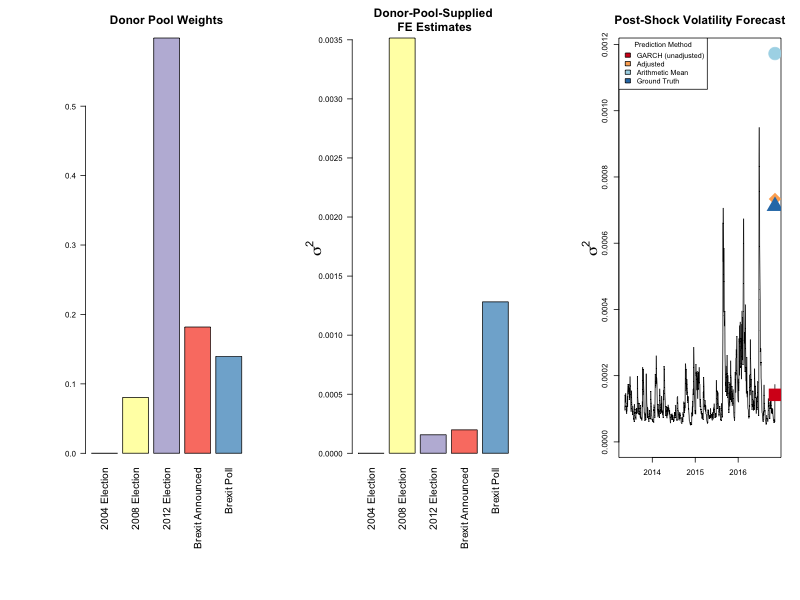 Donor Pool Weights
0.5
0.4
0.3
0.2
0.1
0.0
2004 Election
2008 Election
2012 Election
Brexit Announced
Brexit Poll
Donor-Pool-Supplied
FE Estimates
σ²
0.0035
0.0030
0.0025
0.0020
0.0015
0.0010
0.0005
0.0000
2004 Election
2008 Election
2012 Election
Brexit Announced
Brexit Poll
Post-Shock Volatility Forecast
σ²
0.0012
0.0010
0.0008
0.0006
0.0004
0.0002
0.0000
Prediction Method
GARCH (unadjusted)
Adjusted
Arithmetic Mean
Ground Truth
2014
2015
2016